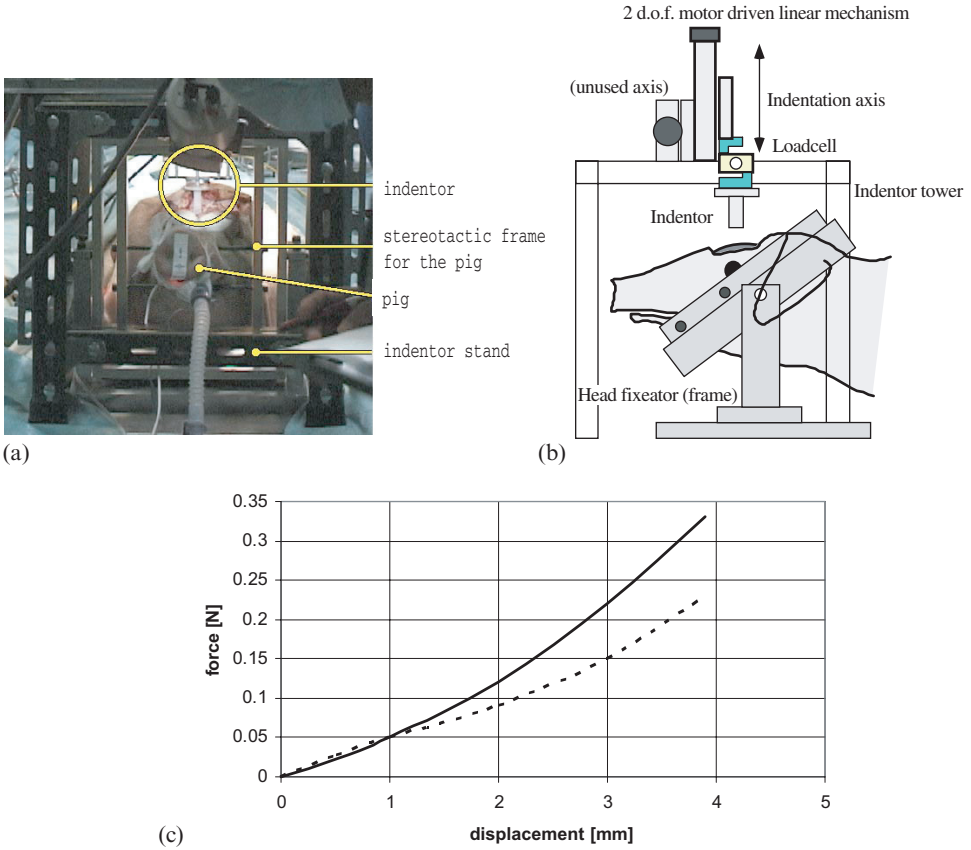 (a)
indentor
stereotactic frame
for the pig
pig
indentor stand
2 d.o.f. motor driven linear mechanism
(unused axis)
Indentation axis
Loadcell
Indentor tower
Indentor
Head fixeator (frame)
(b)
0.35
0.3
0.25
0.2
0.15
0.1
0.05
0
force [N]
0 1 2 3 4 5
displacement [mm]
(c)